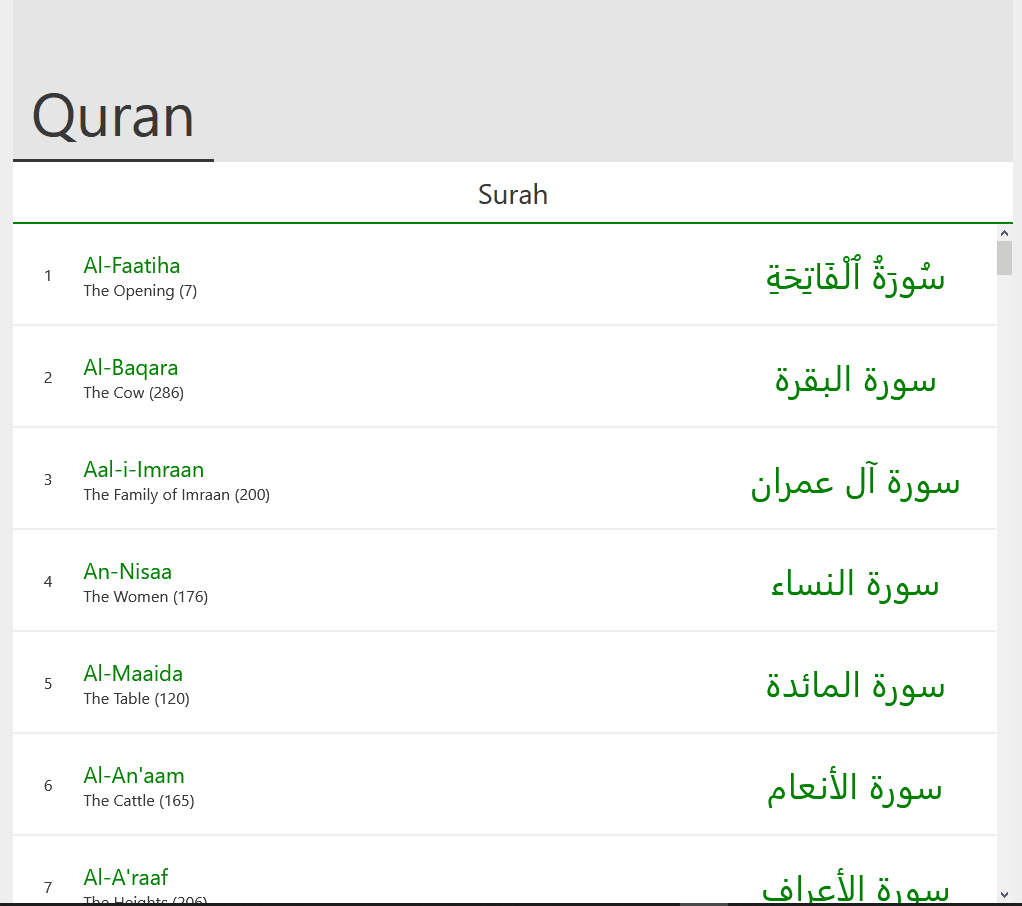 Quran
Surah
1
Al-Faatiha
The Opening (7)
سُورَةُ ٱلْفَاتِحَةِ
2
Al-Baqara
The Cow (286)
سورة البقرة
3
Aal-i-Imraan
The Family of Imraan (200)
سورة آل عمران
4
An-Nisaa
The Women (176)
سورة النساء
5
Al-Maaida
The Table (120)
سورة المائدة
6
Al-An'aam
The Cattle (165)
سورة الأنعام
7
Al-A'raaf
The Heights (206)
سورة الأعراف